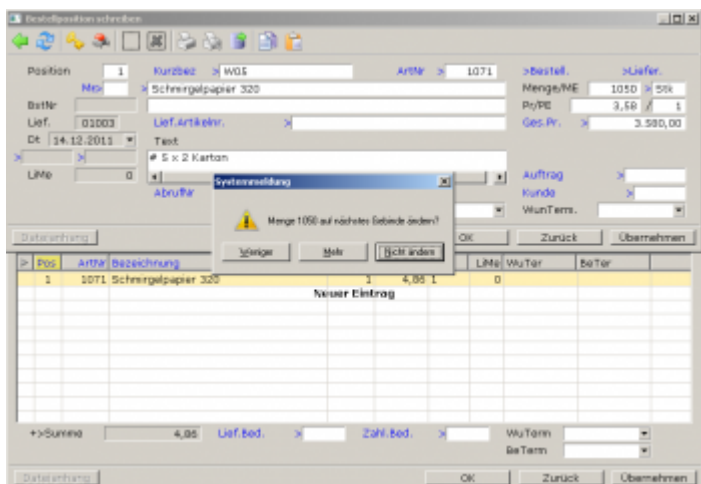 Bestellposition schreiben
Position 1 Kurzbez > W05 ArtNr > 1071 >Bestell. >Liefer.
Me> > Schmirgelpapier 320 Menge/ME 1050 > Stk
BstNr Pr/PE 3,58 / 1
Lief. 01003 Lief.Artikelnr. > Ges.Pr. > 3.580,00
Dt 14.12.2011 Text
> > # 5 x 2 Karton
LiMe 0 Auftrag >
AbrufNr Kunde >
WunTerm.
Systemmeldung
Menge 1050 auf nächstes Gebinde ändern?
Weniger Mehr Nicht ändern
Dateianhang OK Zurück Übernehmen
> Pos ArtNr Bezeichnung LiMe WuTer BeTer
1 1071 Schmirgelpapier 320 1 4,86 1 0
Neuer Eintrag
+>Summe 4,86 Lief.Bed. > Zahl.Bed. > WuTerm
BeTerm
Dateianhang OK Zurück Übernehmen